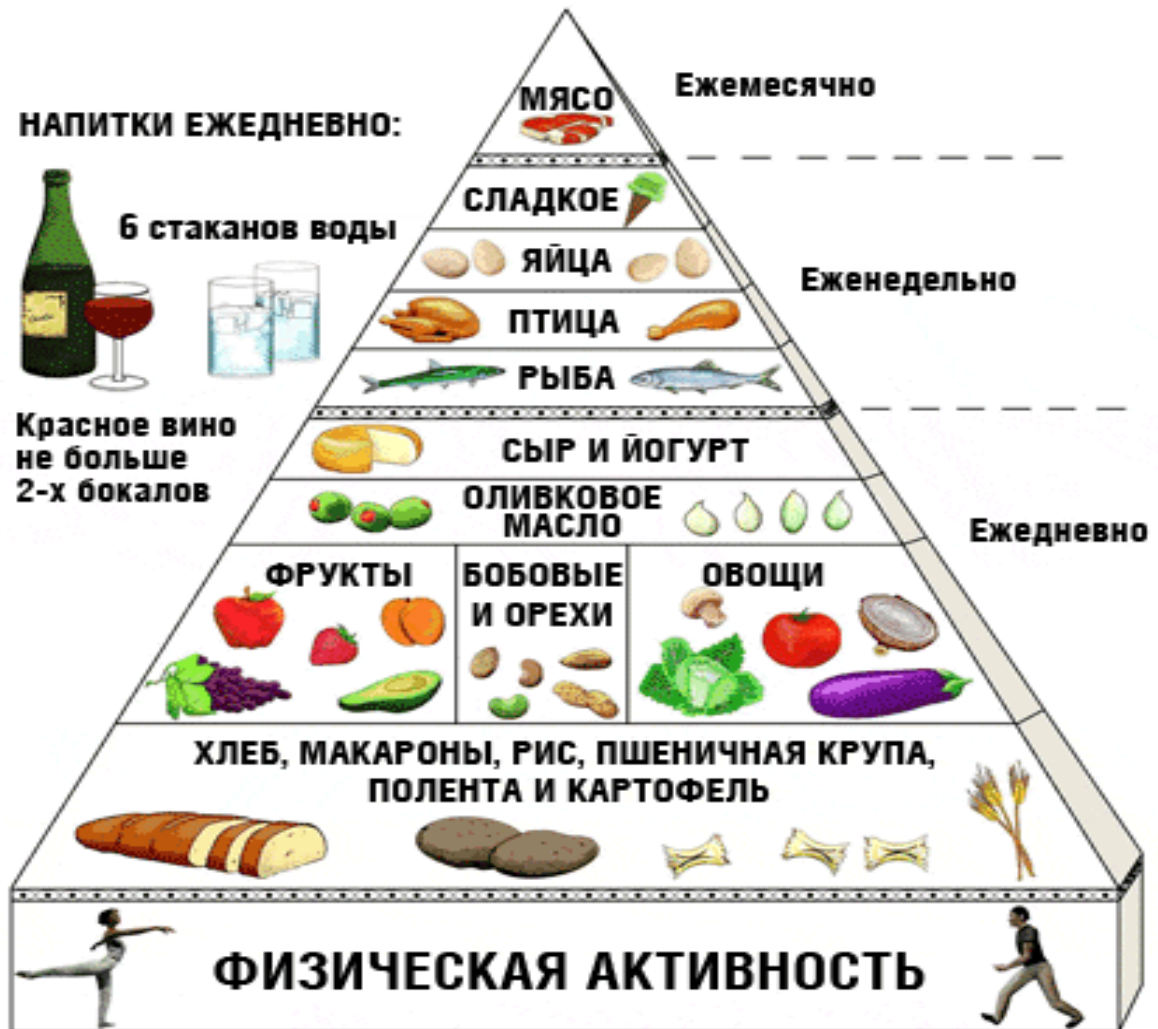 МЯСО
Ежемесячно
НАПИТКИ ЕЖЕДНЕВНО:
6 стаканов воды
Красное вино
не больше
2-х бокалов
СЛАДКОЕ
ЯЙЦА
Еженедельно
ПТИЦА
РЫБА
СЫР И ЙОГУРТ
ОЛИВКОВОЕ
МАСЛО
Ежедневно
ФРУКТЫ
БОБОВЫЕ
И ОРЕХИ
ОВОЩИ
ХЛЕБ, МАКАРОНЫ, РИС, ПШЕНИЧНАЯ КРУПА,
ПОЛЕНТА И КАРТОФЕЛЬ
ФИЗИЧЕСКАЯ АКТИВНОСТЬ